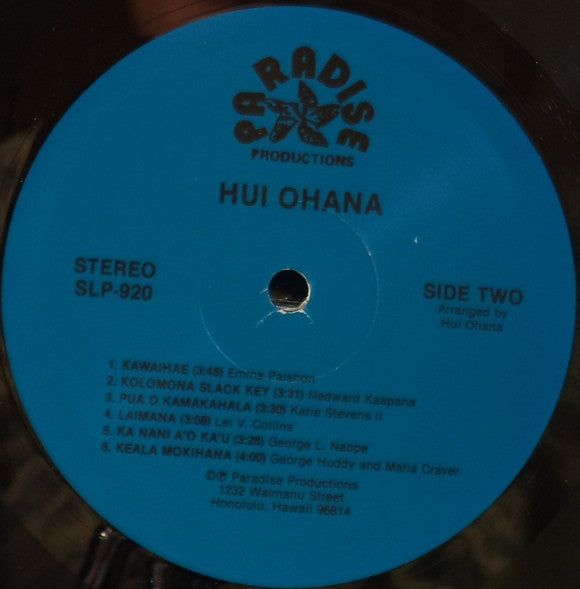 PARADISE
PRODUCTIONS
HUI OHANA
STEREO
SLP-920
SIDE TWO
Arranged by
Hui Ohana
1. KAWAIHAE (3:48) Emma Paishon
2. KOLOMONA SLACK KEY (3:31) Nedward Kaapana
3. PUA O KAMAKAHALA (3:30) Katie Stevens II
4. LAIMANA (3:08) Lei V. Collins
5. KA NANI A'O KA'U (3:28) George L. Naope
6. KEALA MOKIHANA (4:00) George Huddy and Malia Craver
©℗ Paradise Productions
1232 Waimanu Street
Honolulu, Hawaii 96814